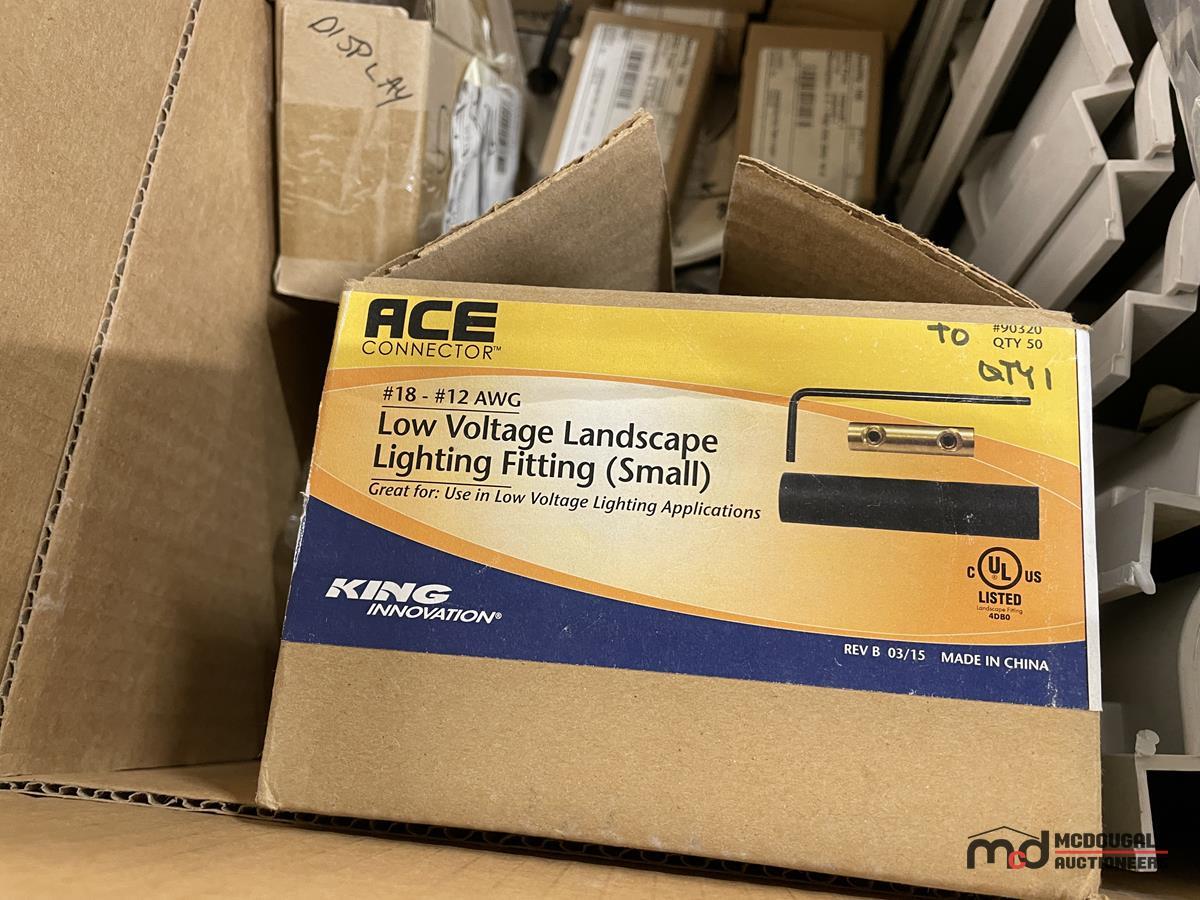 DISPLAY
ACE
CONNECTOR™
TO
#90320
QTY 50
QTY 1
#18 - #12 AWG
Low Voltage Landscape
Lighting Fitting (Small)
Great for: Use in Low Voltage Lighting Applications
C UL US
LISTED
Landscape Fitting
4DB0
KING
INNOVATION®
REV B 03/15 MADE IN CHINA
mcd MCDOUGALL
AUCTIONEERS